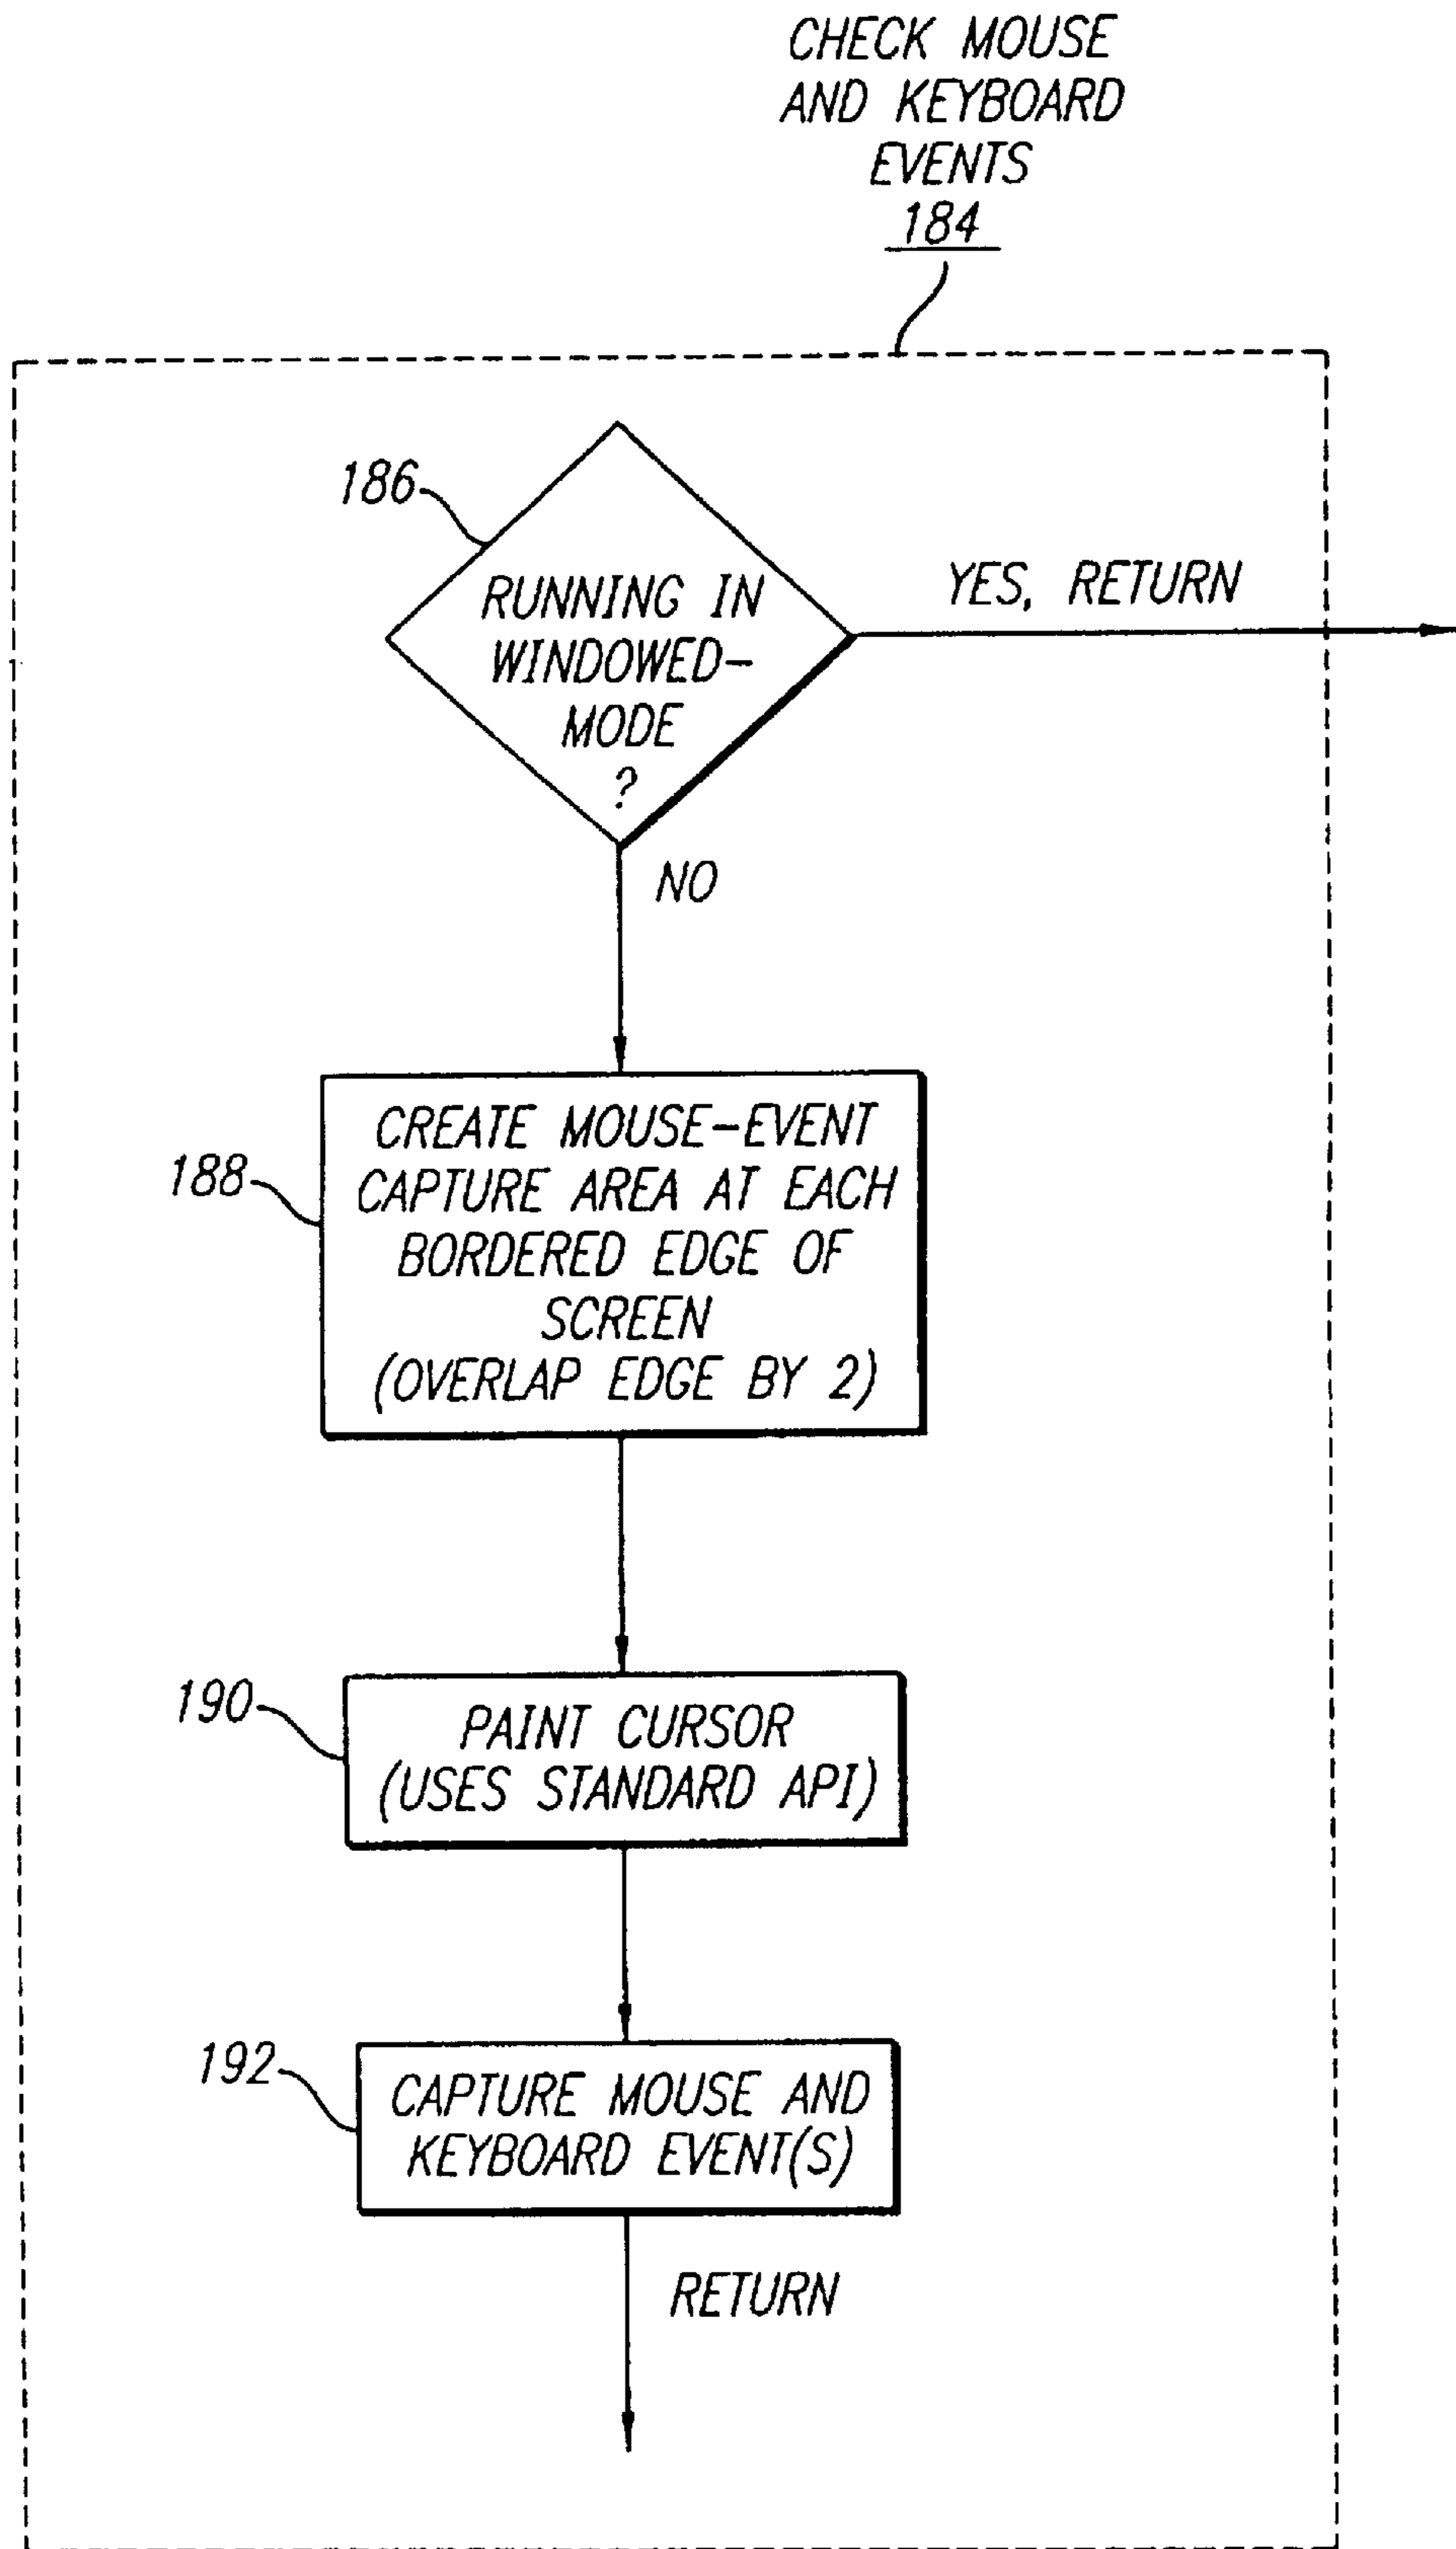 CHECK MOUSE
AND KEYBOARD
EVENTS
184
186
RUNNING IN
WINDOWED-
MODE
?
YES, RETURN
NO
188
CREATE MOUSE-EVENT
CAPTURE AREA AT EACH
BORDERED EDGE OF
SCREEN
(OVERLAP EDGE BY 2)
190
PAINT CURSOR
(USES STANDARD API)
192
CAPTURE MOUSE AND
KEYBOARD EVENT(S)
RETURN